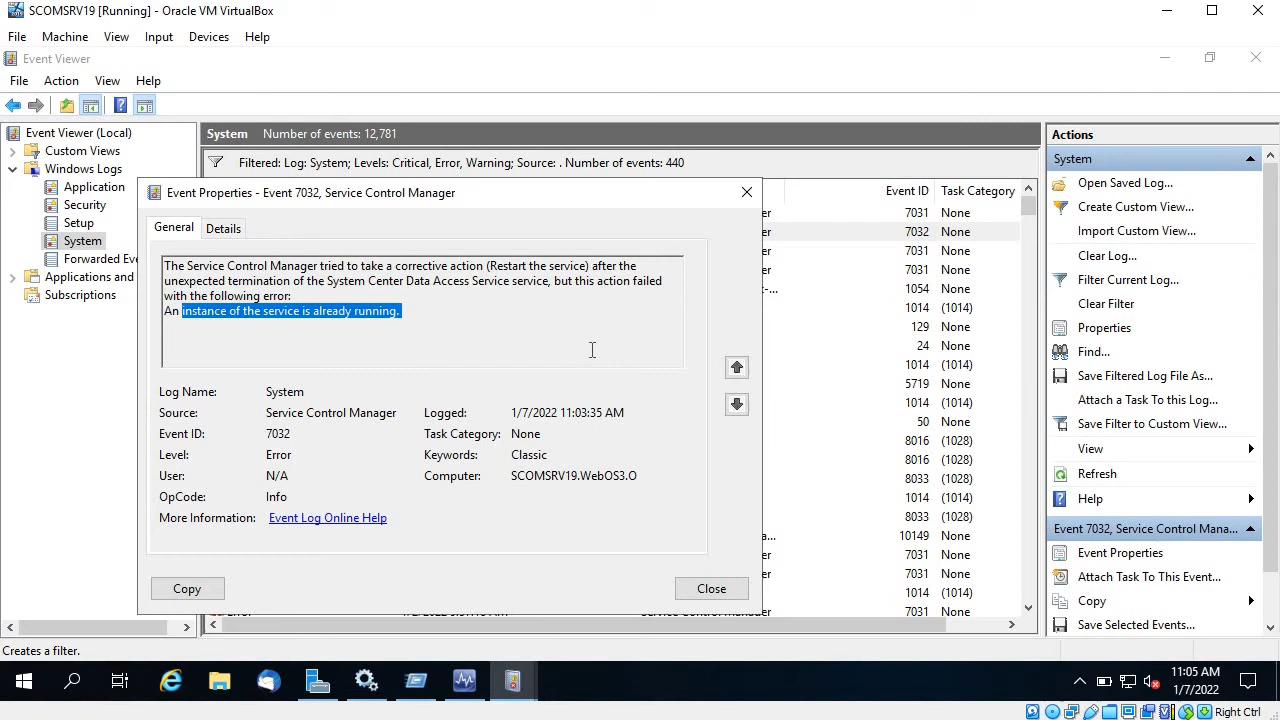 SCOMSRV19 [Running] - Oracle VM VirtualBox
File Machine View Input Devices Help
Event Viewer
File Action View Help
Event Viewer (Local)
Custom Views
Windows Logs
Application
Security
Setup
System
Forwarded Eve
Applications and
Subscriptions
System Number of events: 12,781
Filtered: Log: System; Levels: Critical, Error, Warning; Source: . Number of events: 440
Event ID Task Category
7031 None
7032 None
7031 None
7031 None
1054 None
1014 (1014)
129 None
24 None
1014 (1014)
5719 None
1014 (1014)
50 None
8016 (1028)
8016 (1028)
8033 (1028)
1014 (1014)
8033 (1028)
10149 None
7031 None
7031 None
1014 (1014)
7031 None
Event Properties - Event 7032, Service Control Manager
General Details
The Service Control Manager tried to take a corrective action (Restart the service) after the
unexpected termination of the System Center Data Access Service service, but this action failed
with the following error:
An instance of the service is already running.
Log Name: System
Source: Service Control Manager Logged: 1/7/2022 11:03:35 AM
Event ID: 7032 Task Category: None
Level: Error Keywords: Classic
User: N/A Computer: SCOMSRV19.WebOS3.O
OpCode: Info
More Information: Event Log Online Help
Copy Close
Actions
System
Open Saved Log...
Create Custom View...
Import Custom View...
Clear Log...
Filter Current Log...
Clear Filter
Properties
Find...
Save Filtered Log File As...
Attach a Task To this Log...
Save Filter to Custom View...
View
Refresh
Help
Event 7032, Service Control Mana...
Event Properties
Attach Task To This Event...
Copy
Save Selected Events...
Creates a filter.
11:05 AM
1/7/2022
Right Ctrl